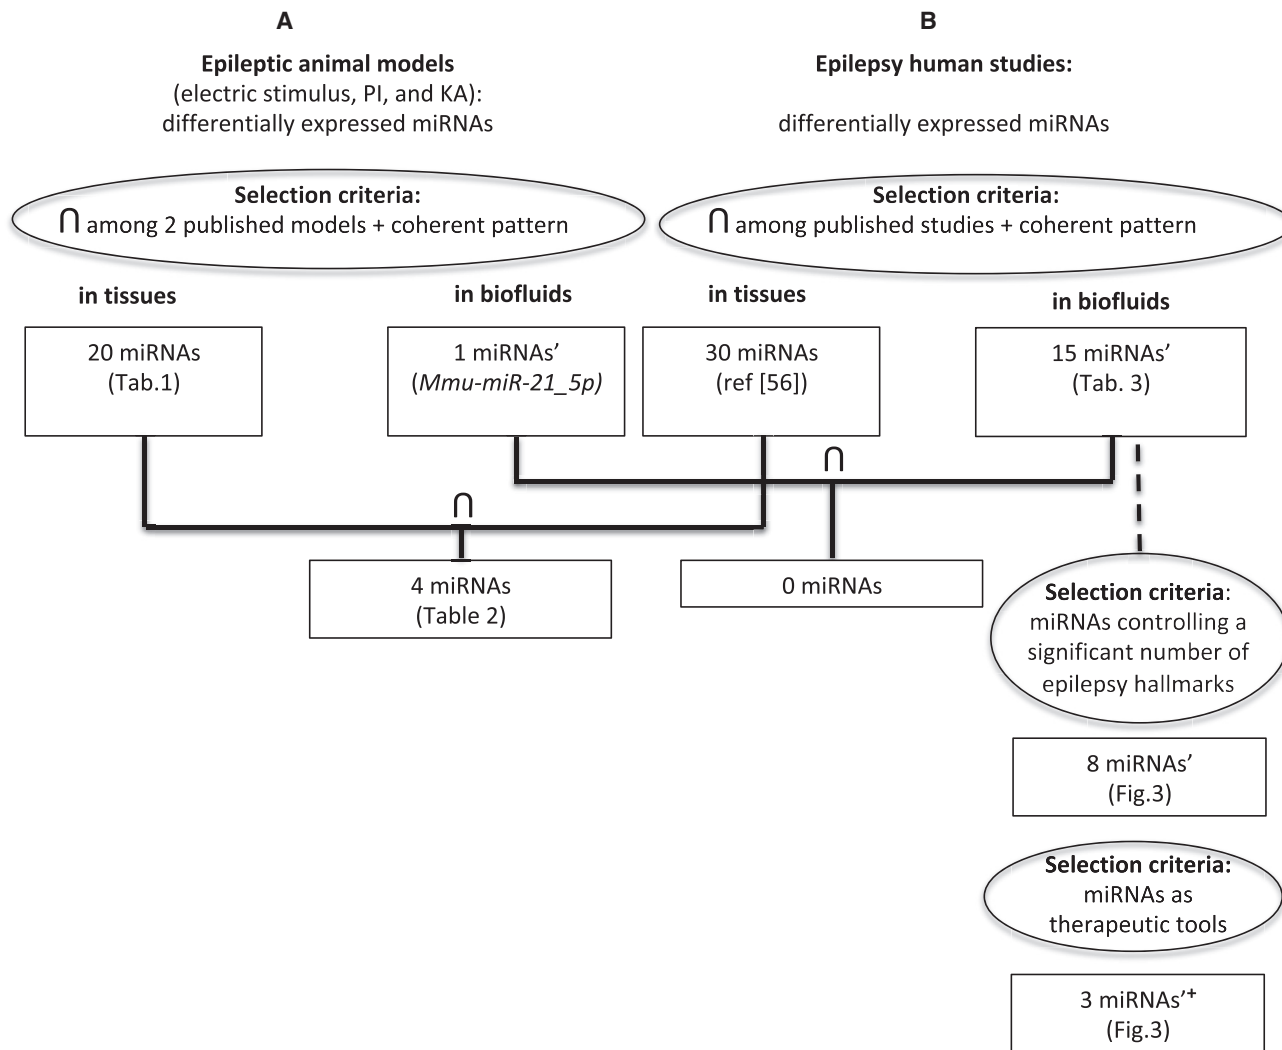 A
Epileptic animal models
(electric stimulus, PI, and KA):
differentially expressed miRNAs
Selection criteria:
⋂ among 2 published models + coherent pattern
in tissues
in biofluids
20 miRNAs
(Tab.1)
1 miRNAs’
(Mmu-miR-21_5p)
B
Epilepsy human studies:
differentially expressed miRNAs
Selection criteria:
⋂ among published studies + coherent pattern
in tissues
in biofluids
30 miRNAs
(ref [56])
15 miRNAs’
(Tab. 3)
⋂
⋂
4 miRNAs
(Table 2)
0 miRNAs
Selection criteria:
miRNAs controlling a
significant number of
epilepsy hallmarks
8 miRNAs’
(Fig.3)
Selection criteria:
miRNAs as
therapeutic tools
3 miRNAs’⁺
(Fig.3)